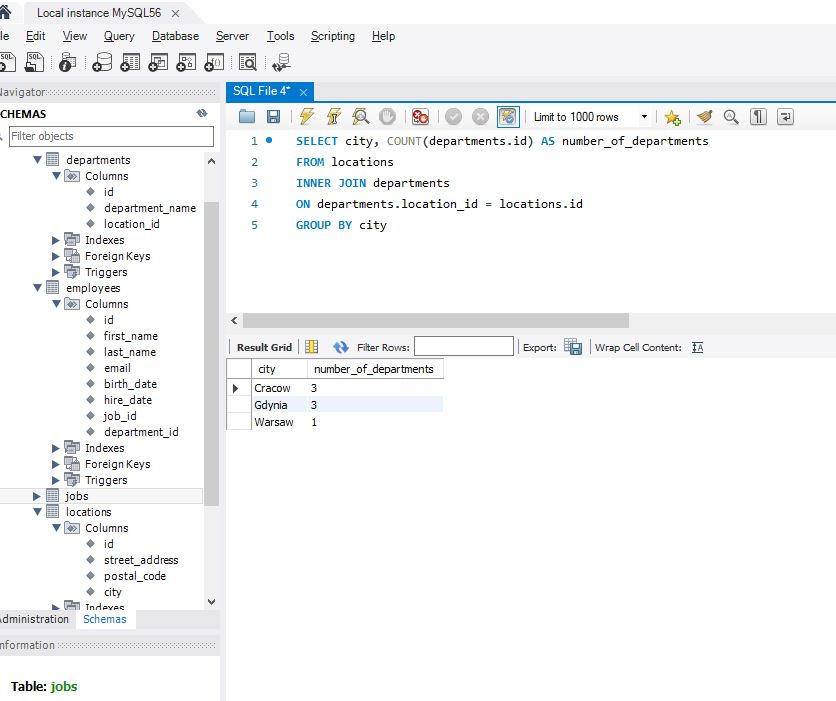 Local instance MySQL56
le Edit View Query Database Server Tools Scripting Help
Navigator
CHEMAS
Filter objects
departments
Columns
id
department_name
location_id
Indexes
Foreign Keys
Triggers
employees
Columns
id
first_name
last_name
email
birth_date
hire_date
job_id
department_id
Indexes
Foreign Keys
Triggers
jobs
locations
Columns
id
street_address
postal_code
city
Indexes
Administration Schemas
nformation
Table: jobs
SQL File 4*
Limit to 1000 rows
1 SELECT city, COUNT(departments.id) AS number_of_departments
2 FROM locations
3 INNER JOIN departments
4 ON departments.location_id = locations.id
5 GROUP BY city
Result Grid Filter Rows: Export: Wrap Cell Content:
city number_of_departments
Cracow 3
Gdynia 3
Warsaw 1